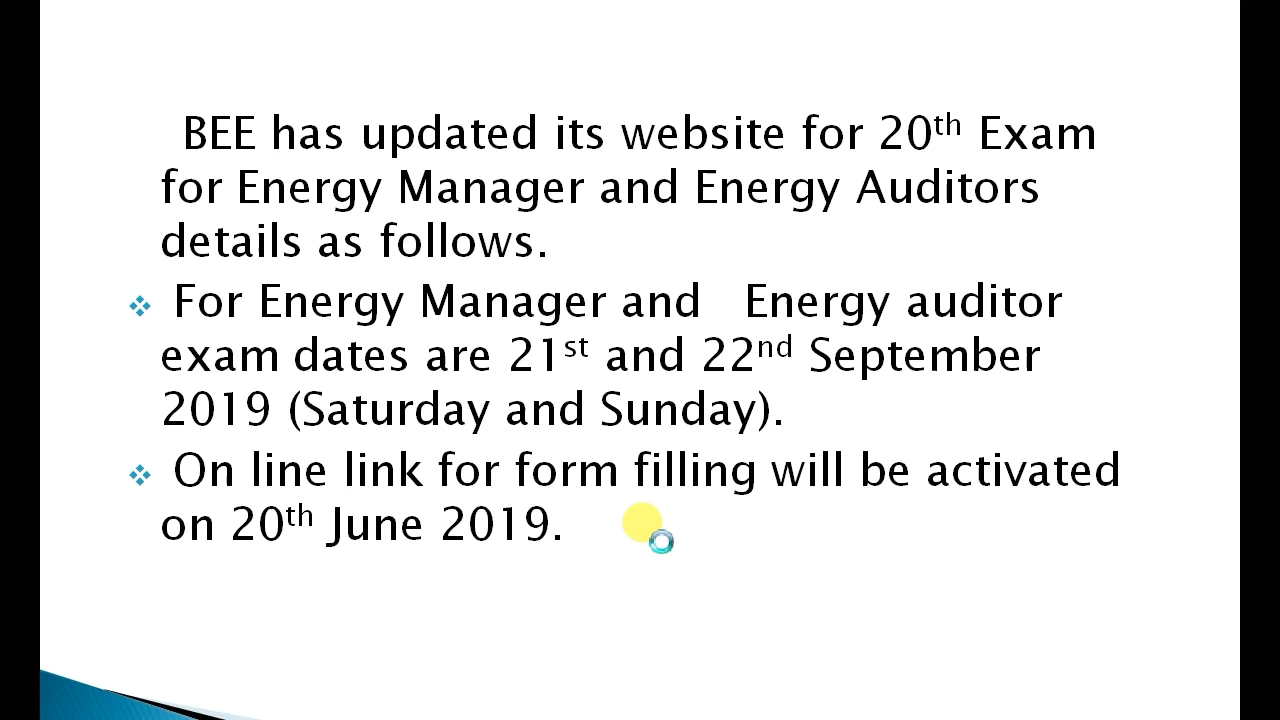 BEE has updated its website for 20th Exam
for Energy Manager and Energy Auditors
details as follows.
For Energy Manager and Energy auditor
exam dates are 21st and 22nd September
2019 (Saturday and Sunday).
On line link for form filling will be activated
on 20th June 2019.